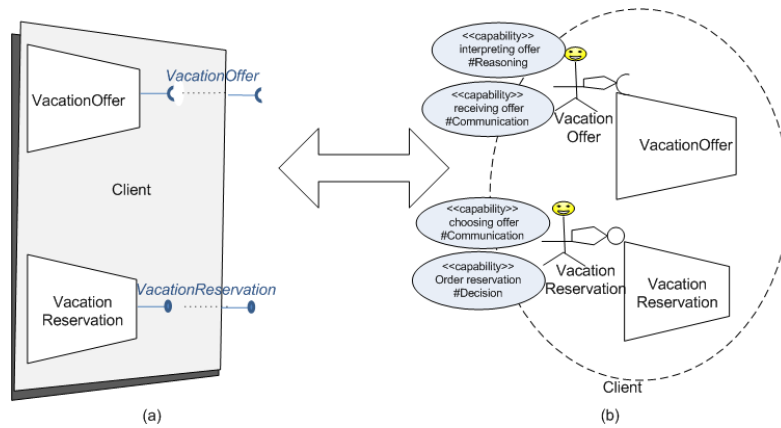 VacationOffer
VacationOffer
Client
Vacation
Reservation
VacationReservation
(a)
<<capability>>
interpreting offer
#Reasoning
<<capability>>
receiving offer
#Communication
Vacation
Offer
VacationOffer
<<capability>>
choosing offer
#Communication
<<capability>>
Order reservation
#Decision
Vacation
Reservation
Vacation
Reservation
Client
(b)